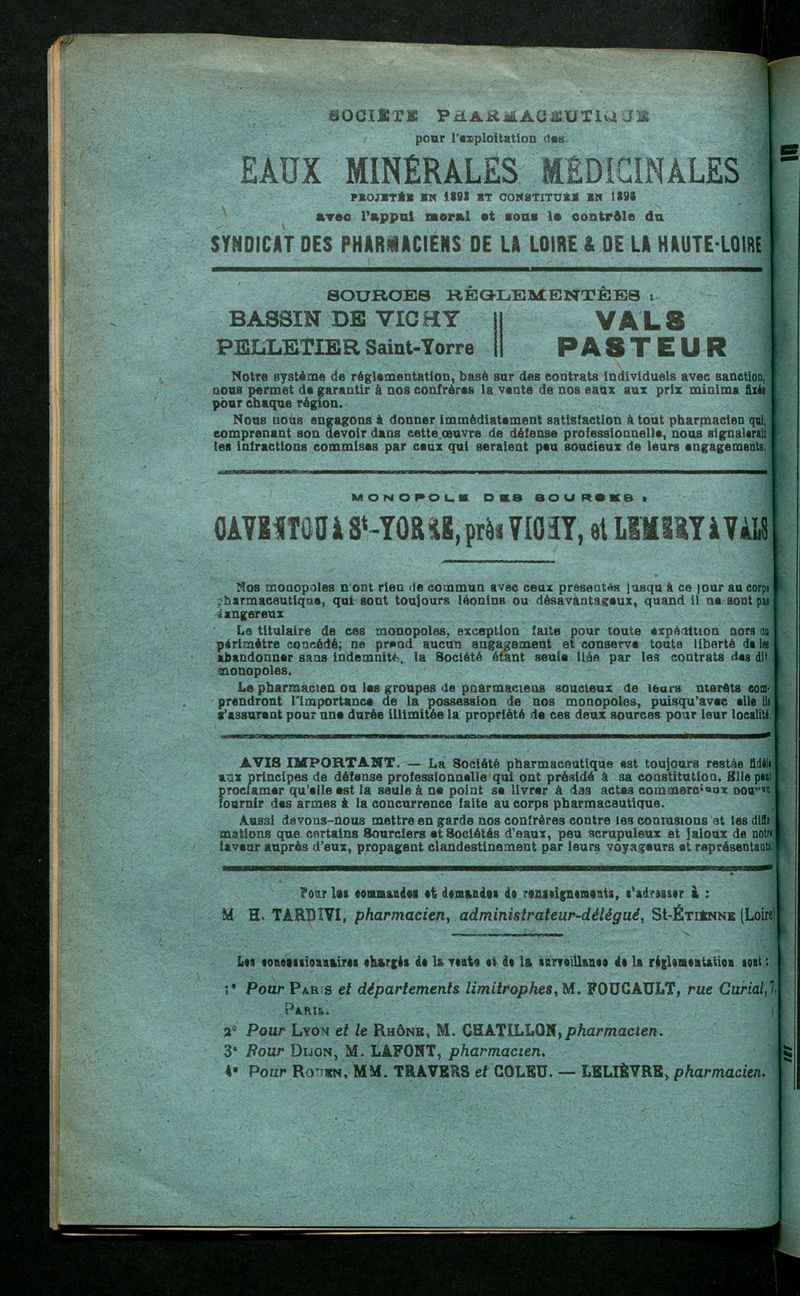 SOCIÉTÉ PHARMACEUTIQUE
pour l'exploitation des
EAUX MINÉRALES MÉDICINALES
PROJETÉE EN 1893 ET CONSTITUÉE EN 1898
avec l'appui moral et sous le contrôle du
SYNDICAT DES PHARMACIENS DE LA LOIRE & DE LA HAUTE-LOIRE
SOURCES RÉGLEMENTÉES :
BASSIN DE VICHY
PELLETIER Saint-Yorre
VALS
PASTEUR
Notre système de réglementation, basé sur des contrats individuels avec sanction,
nous permet de garantir à nos confrères la vente de nos eaux aux prix minima fixés
pour chaque région.
Nous nous engagons à donner immédiatement satisfaction à tout pharmacien qui,
comprenant son devoir dans cette œuvre de défense professionnelle, nous signalerait
les infractions commises par ceux qui seraient peu soucieux de leurs engagements.
MONOPOLE DES SOURCES :
CAVENTOU à St-YORRE, près VICHY, et LEMERY à VALS
Nos monopoles n'ont rien de commun avec ceux présentés jusqu'à ce jour au corps
pharmaceutique, qui sont toujours léonins ou désavantageux, quand il ne sont pas
dangereux
Le titulaire de ces monopoles, exception faite pour toute expédition hors du
périmètre concédé; ne prend aucun engagement et conserve toute liberté de les
abandonner sans indemnité, la Société étant seule liée par les contrats des dit
monopoles.
Le pharmacien ou les groupes de pharmaciens soucieux de leurs nterêts com-
prendront l'importance de la possession de nos monopoles, puisqu'avec elle ils
s'assurent pour une durée illimitée la propriété de ces deux sources pour leur localité.
AVIS IMPORTANT. — La Société pharmaceutique est toujours restée fidèle
aux principes de défense professionnelle qui ont présidé à sa constitution. Elle peut
proclamer qu'elle est la seule à ne point se livrer à des actes commerciaux pouvant
fournir des armes à la concurrence faite au corps pharmaceutique.
Aussi devons-nous mettre en garde nos confrères contre les confusions et les diffa
mations que certains Sourciers et Sociétés d'eaux, peu scrupuleux et jaloux de notre
faveur auprès d'eux, propagent clandestinement par leurs voyageurs et représentants
Pour les commandes et demandes de renseignements, s'adresser à :
M H. TARDIVI, pharmacien, administrateur-délégué, St-ÉTIENNE (Loire)
Les concessionnaires chargés de la vente et de la surveillance de la réglementation sont :
1° Pour PARIS et départements limitrophes, M. FOUCAULT, rue Curial, 7,
PARIS.
2° Pour LYON et le RHÔNE, M. CHATILLON, pharmacien.
3° Pour DIJON, M. LAFONT, pharmacien.
4° Pour ROUEN, MM. TRAVERS et COLEU. — LELIÈVRE, pharmacien.